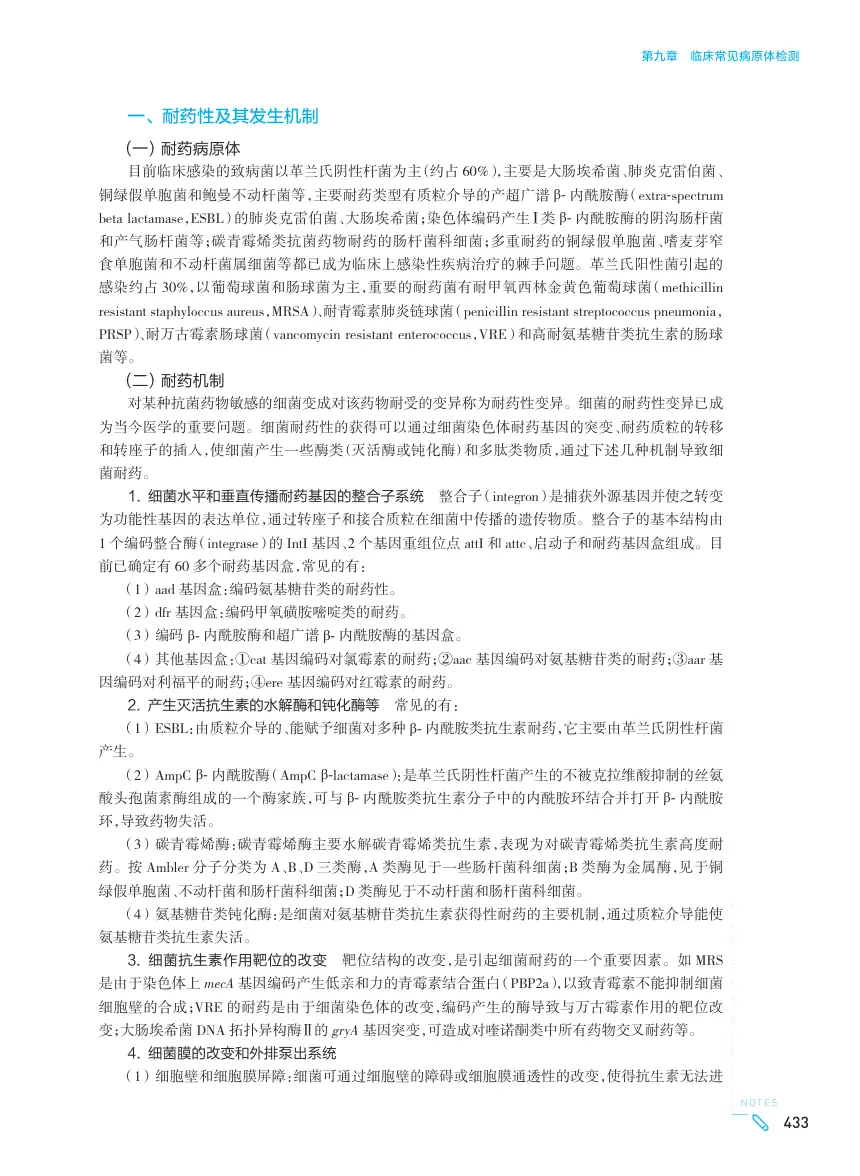 第九章 临床常见病原体检测
一、耐药性及其发生机制
（一）耐药病原体
目前临床感染的致病菌以革兰氏阴性杆菌为主（约占 60%），主要是大肠埃希菌、肺炎克雷伯菌、
铜绿假单胞菌和鲍曼不动杆菌等，主要耐药类型有质粒介导的产超广谱 β- 内酰胺酶（extra-spectrum
beta lactamase，ESBL）的肺炎克雷伯菌、大肠埃希菌；染色体编码产生Ⅰ类 β- 内酰胺酶的阴沟肠杆菌
和产气肠杆菌等；碳青霉烯类抗菌药物耐药的肠杆菌科细菌；多重耐药的铜绿假单胞菌、嗜麦芽窄
食单胞菌和不动杆菌属细菌等都已成为临床上感染性疾病治疗的棘手问题。革兰氏阳性菌引起的
感染约占 30%，以葡萄球菌和肠球菌为主，重要的耐药菌有耐甲氧西林金黄色葡萄球菌（methicillin
resistant staphyloccus aureus，MRSA）、耐青霉素肺炎链球菌（penicillin resistant streptococcus pneumonia，
PRSP）、耐万古霉素肠球菌（vancomycin resistant enterococcus，VRE）和高耐氨基糖苷类抗生素的肠球
菌等。
（二）耐药机制
对某种抗菌药物敏感的细菌变成对该药物耐受的变异称为耐药性变异。细菌的耐药性变异已成
为当今医学的重要问题。细菌耐药性的获得可以通过细菌染色体耐药基因的突变、耐药质粒的转移
和转座子的插入，使细菌产生一些酶类（灭活酶或钝化酶）和多肽类物质，通过下述几种机制导致细
菌耐药。
1. 细菌水平和垂直传播耐药基因的整合子系统 整合子（integron）是捕获外源基因并使之转变
为功能性基因的表达单位，通过转座子和接合质粒在细菌中传播的遗传物质。整合子的基本结构由
1 个编码整合酶（integrase）的 IntI 基因、2 个基因重组位点 attI 和 attc、启动子和耐药基因盒组成。目
前已确定有 60 多个耐药基因盒，常见的有：
（1）aad 基因盒：编码氨基糖苷类的耐药性。
（2）dfr 基因盒：编码甲氧磺胺嘧啶类的耐药。
（3）编码 β- 内酰胺酶和超广谱 β- 内酰胺酶的基因盒。
（4）其他基因盒：①cat 基因编码对氯霉素的耐药；②aac 基因编码对氨基糖苷类的耐药；③aar 基
因编码对利福平的耐药；④ere 基因编码对红霉素的耐药。
2. 产生灭活抗生素的水解酶和钝化酶等 常见的有：
（1）ESBL：由质粒介导的、能赋予细菌对多种 β- 内酰胺类抗生素耐药，它主要由革兰氏阴性杆菌
产生。
（2）AmpC β- 内酰胺酶（AmpC β-lactamase）：是革兰氏阴性杆菌产生的不被克拉维酸抑制的丝氨
酸头孢菌素酶组成的一个酶家族，可与 β- 内酰胺类抗生素分子中的内酰胺环结合并打开 β- 内酰胺
环，导致药物失活。
（3）碳青霉烯酶：碳青霉烯酶主要水解碳青霉烯类抗生素，表现为对碳青霉烯类抗生素高度耐
药。按 Ambler 分子分类为 A、B、D 三类酶，A 类酶见于一些肠杆菌科细菌；B 类酶为金属酶，见于铜
绿假单胞菌、不动杆菌和肠杆菌科细菌；D 类酶见于不动杆菌和肠杆菌科细菌。
（4）氨基糖苷类钝化酶：是细菌对氨基糖苷类抗生素获得性耐药的主要机制，通过质粒介导能使
氨基糖苷类抗生素失活。
3. 细菌抗生素作用靶位的改变 靶位结构的改变，是引起细菌耐药的一个重要因素。如 MRS
是由于染色体上 mecA 基因编码产生低亲和力的青霉素结合蛋白（PBP2a），以致青霉素不能抑制细菌
细胞壁的合成；VRE 的耐药是由于细菌染色体的改变，编码产生的酶导致与万古霉素作用的靶位改
变；大肠埃希菌 DNA 拓扑异构酶Ⅱ的 gryA 基因突变，可造成对喹诺酮类中所有药物交叉耐药等。
4. 细菌膜的改变和外排泵出系统
（1）细胞壁和细胞膜屏障：细菌可通过细胞壁的障碍或细胞膜通透性的改变，使得抗生素无法进
NOTES
433